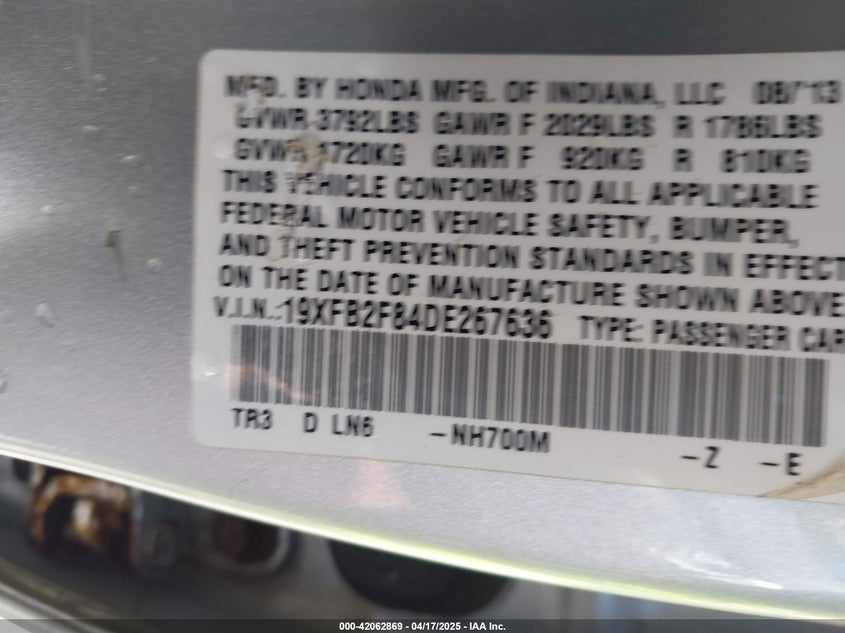 MFD. BY HONDA MFG. OF INDIANA, LLC 08/'13
GVWR 3792LBS GAWR F 2029LBS R 1786LBS
GVWR 1720KG GAWR F 920KG R 810KG
THIS VEHICLE CONFORMS TO ALL APPLICABLE
FEDERAL MOTOR VEHICLE SAFETY, BUMPER,
AND THEFT PREVENTION STANDARDS IN EFFECT
ON THE DATE OF MANUFACTURE SHOWN ABOVE.
V.I.N.:19XFB2F84DE267636 TYPE: PASSENGER CAR
TR3 D LN6 -NH700M -Z -E
000-42062869 - 04/17/2025 - IAA Inc.